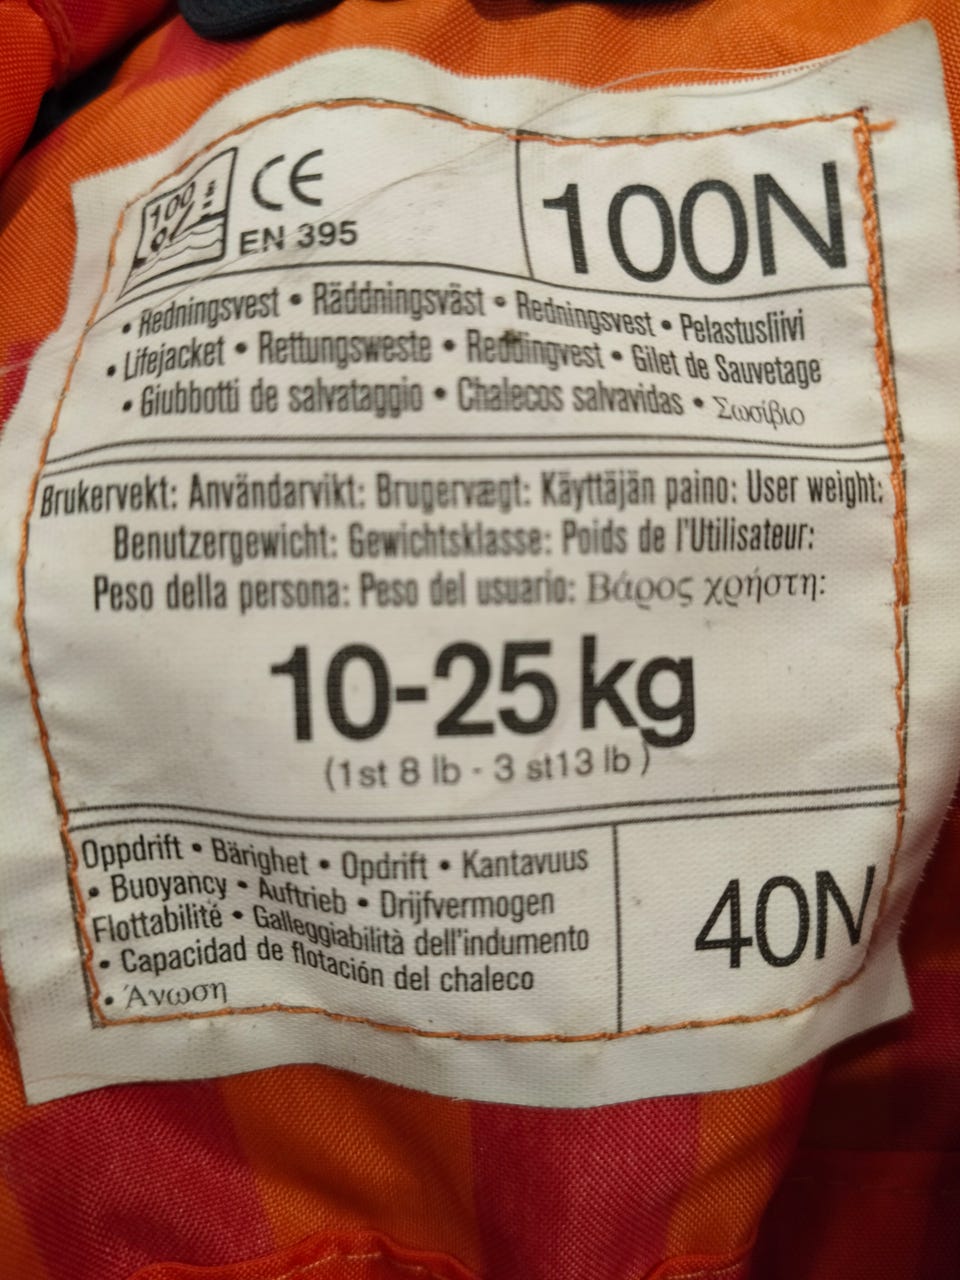 100
CE
EN 395
100N
• Redningsvest • Räddningsväst • Redningsvest • Pelastusliivi
• Lifejacket • Rettungsweste • Reddingvest • Gilet de Sauvetage
• Giubbotti de salvataggio • Chalecos salvavidas • Σωσίβιο
Brukervekt: Användarvikt: Brugervægt: Käyttäjän paino: User weight:
Benutzergewicht: Gewichtsklasse: Poids de l'Utilisateur:
Peso della persona: Peso del usuario: Βάρος χρήστη:
10-25 kg
(1st 8 lb - 3 st13 lb )
Oppdrift • Bärighet • Opdrift • Kantavuus
• Buoyancy • Auftrieb • Drijfvermogen
Flottabilité • Galleggiabilità dell'indumento
• Capacidad de flotación del chaleco
• Άνωση
40N